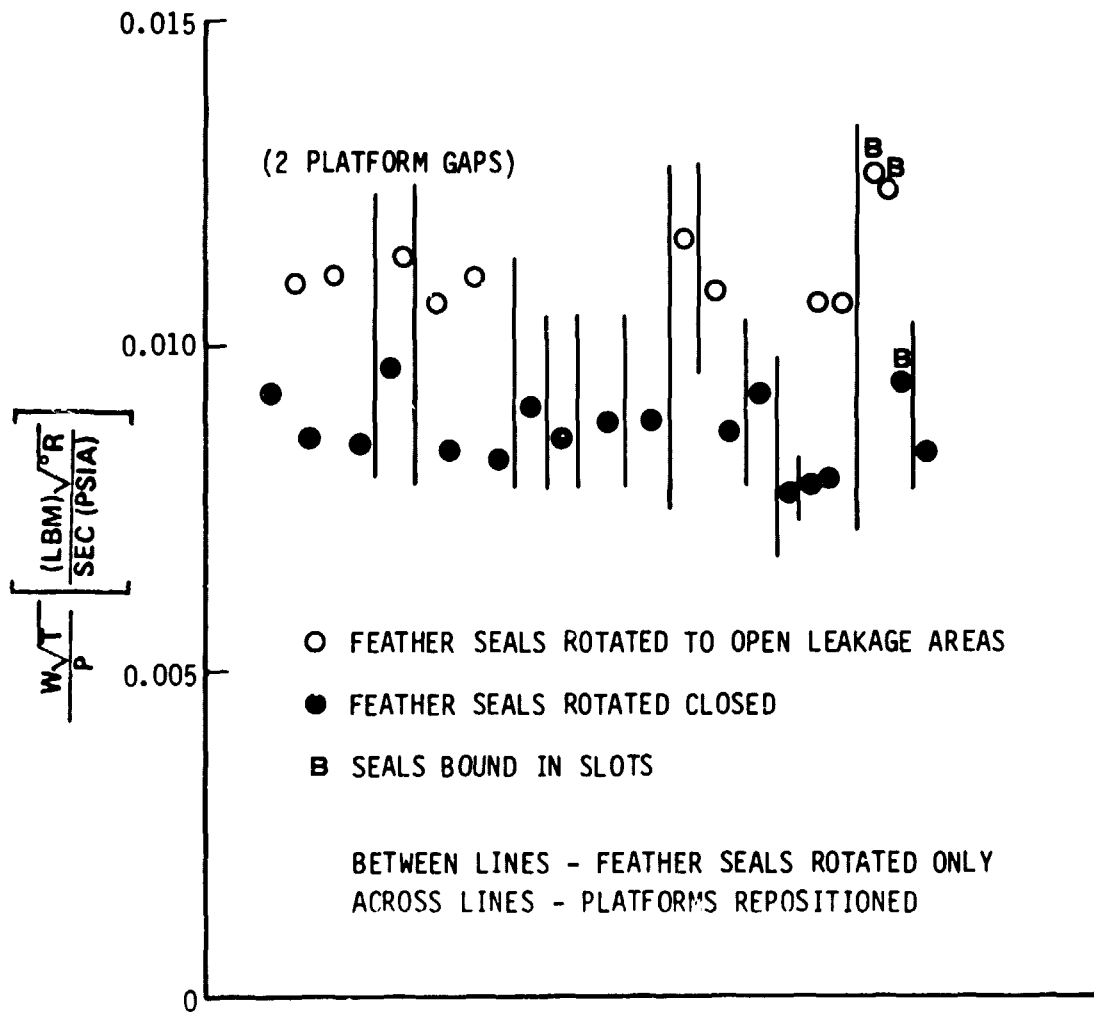 0.015
(2 PLATFORM GAPS)
B
B
0.010
B
W√T / P [(LBM)√°R / SEC (PSIA)]
○ FEATHER SEALS ROTATED TO OPEN LEAKAGE AREAS
0.005
● FEATHER SEALS ROTATED CLOSED
B SEALS BOUND IN SLOTS
BETWEEN LINES - FEATHER SEALS ROTATED ONLY
ACROSS LINES - PLATFORMS REPOSITIONED
0